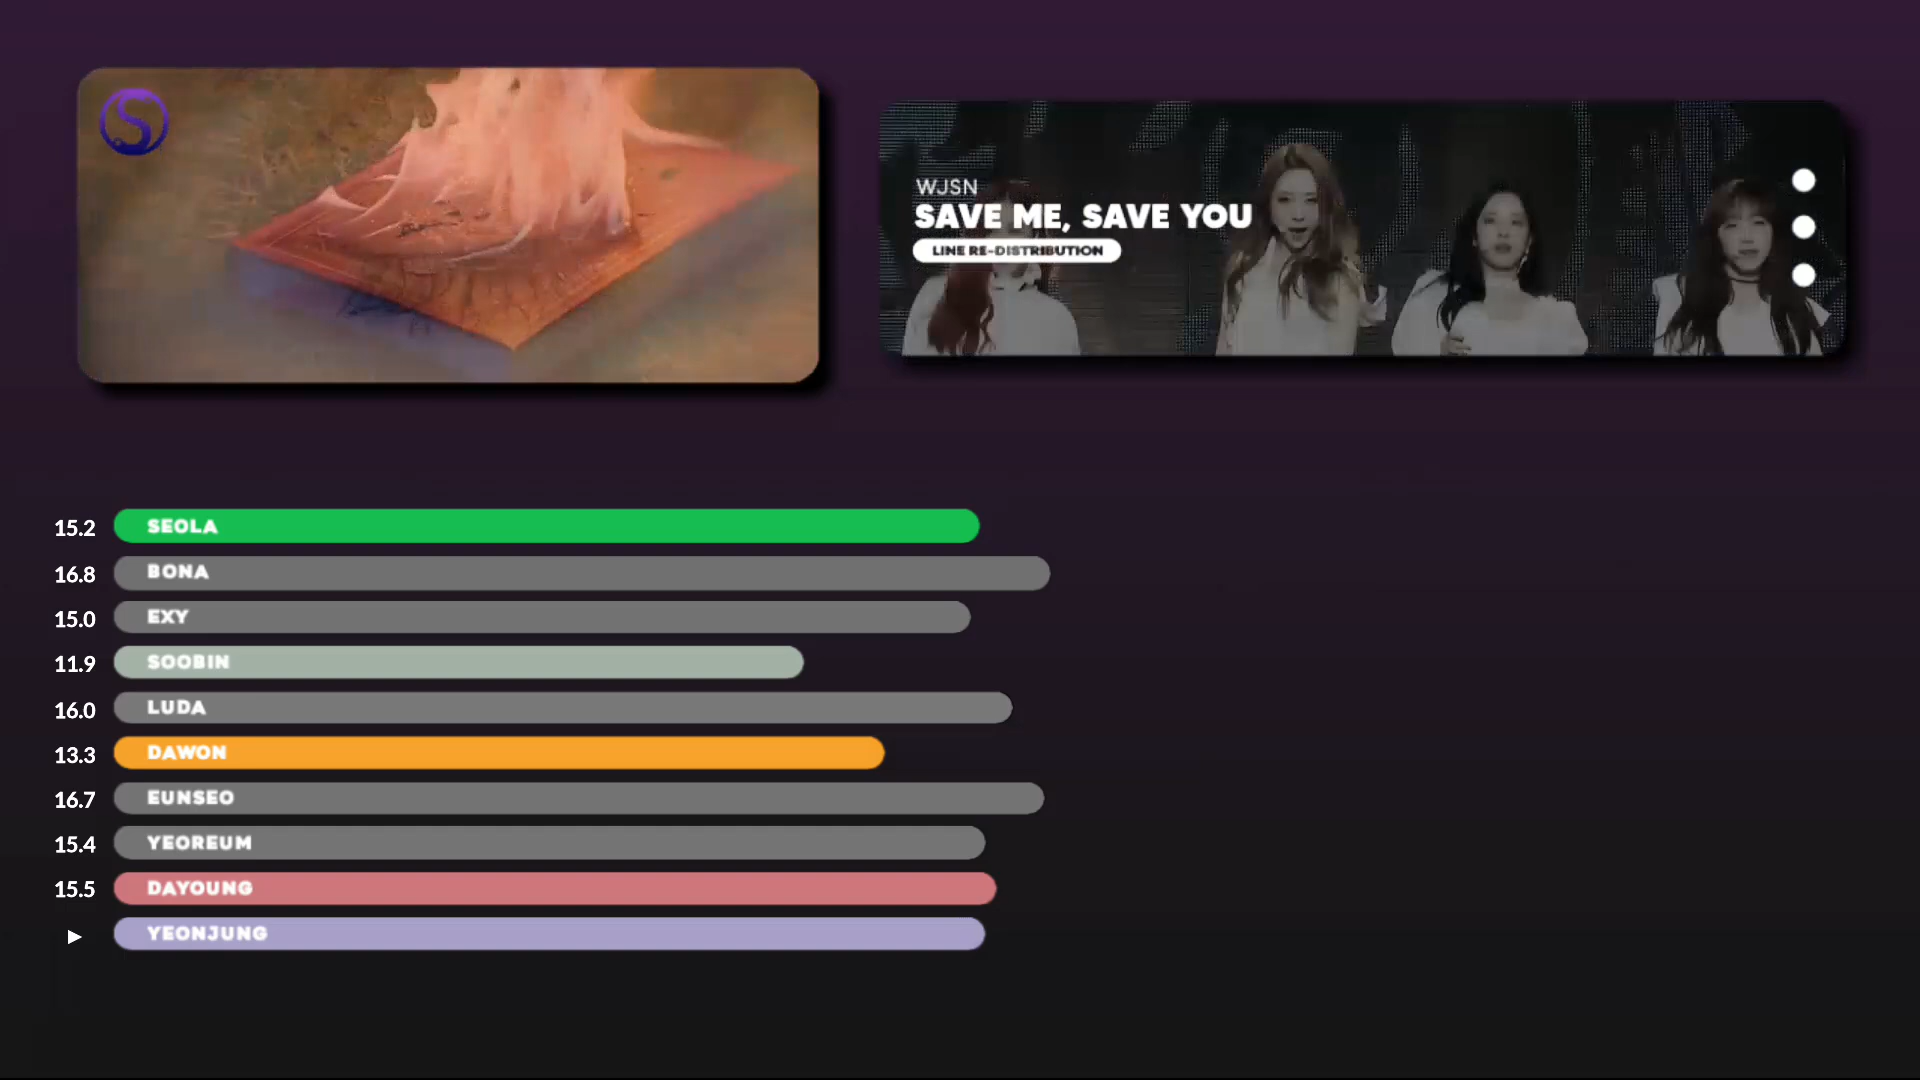 S
WJSN
SAVE ME, SAVE YOU
LINE RE-DISTRIBUTION
15.2 SEOLA
16.8 BONA
15.0 EXY
11.9 SOOBIN
16.0 LUDA
13.3 DAWON
16.7 EUNSEO
15.4 YEOREUM
15.5 DAYOUNG
YEONJUNG